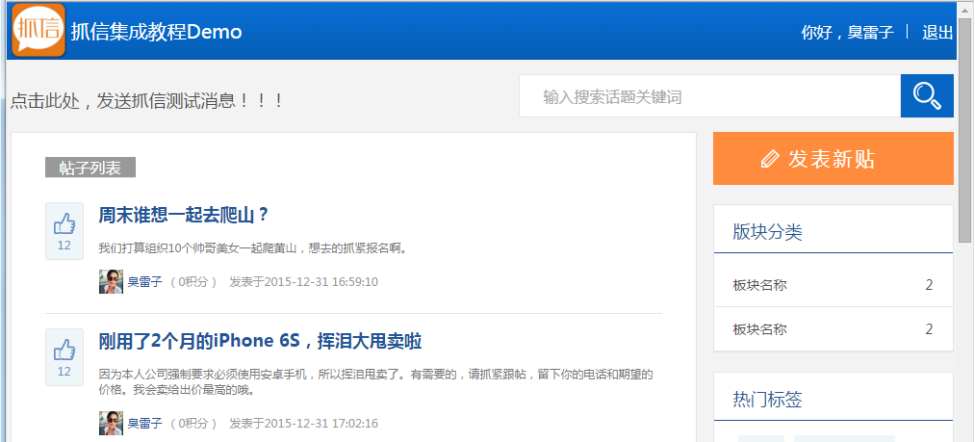 抓信
抓信集成教程Demo
你好，臭雷子 | 退出
点击此处，发送抓信测试消息！！！
输入搜索话题关键词
发表新贴
帖子列表
周末谁想一起去爬山？
12
我们打算组织10个帅哥美女一起爬黄山，想去的抓紧报名啊。
臭雷子 （0积分） 发表于2015-12-31 16:59:10
刚用了2个月的iPhone 6S，挥泪大甩卖啦
12
因为本人公司强制要求必须使用安卓手机，所以挥泪甩卖了。有需要的，请抓紧跟帖，留下你的电话和期望的
价格。我会卖给出价最高的哦。
臭雷子 （0积分） 发表于2015-12-31 17:02:16
版块分类
板块名称 2
板块名称 2
热门标签